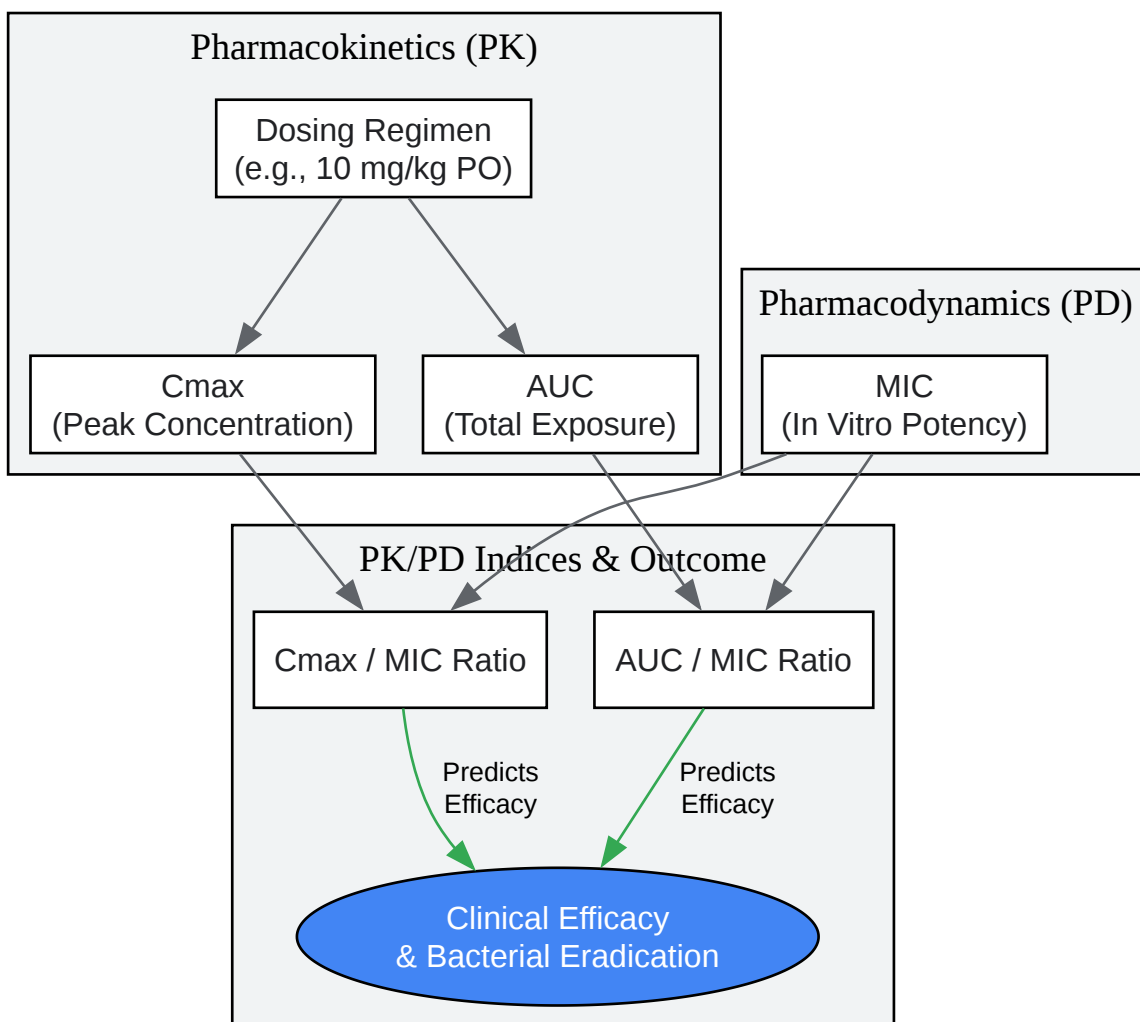 Pharmacokinetics (PK)
Dosing Regimen
(e.g., 10 mg/kg PO)
Cmax
(Peak Concentration)
AUC
(Total Exposure)
Pharmacodynamics (PD)
MIC
(In Vitro Potency)
PK/PD Indices & Outcome
Cmax / MIC Ratio
AUC / MIC Ratio
Predicts
Efficacy
Predicts
Efficacy
Clinical Efficacy
& Bacterial Eradication